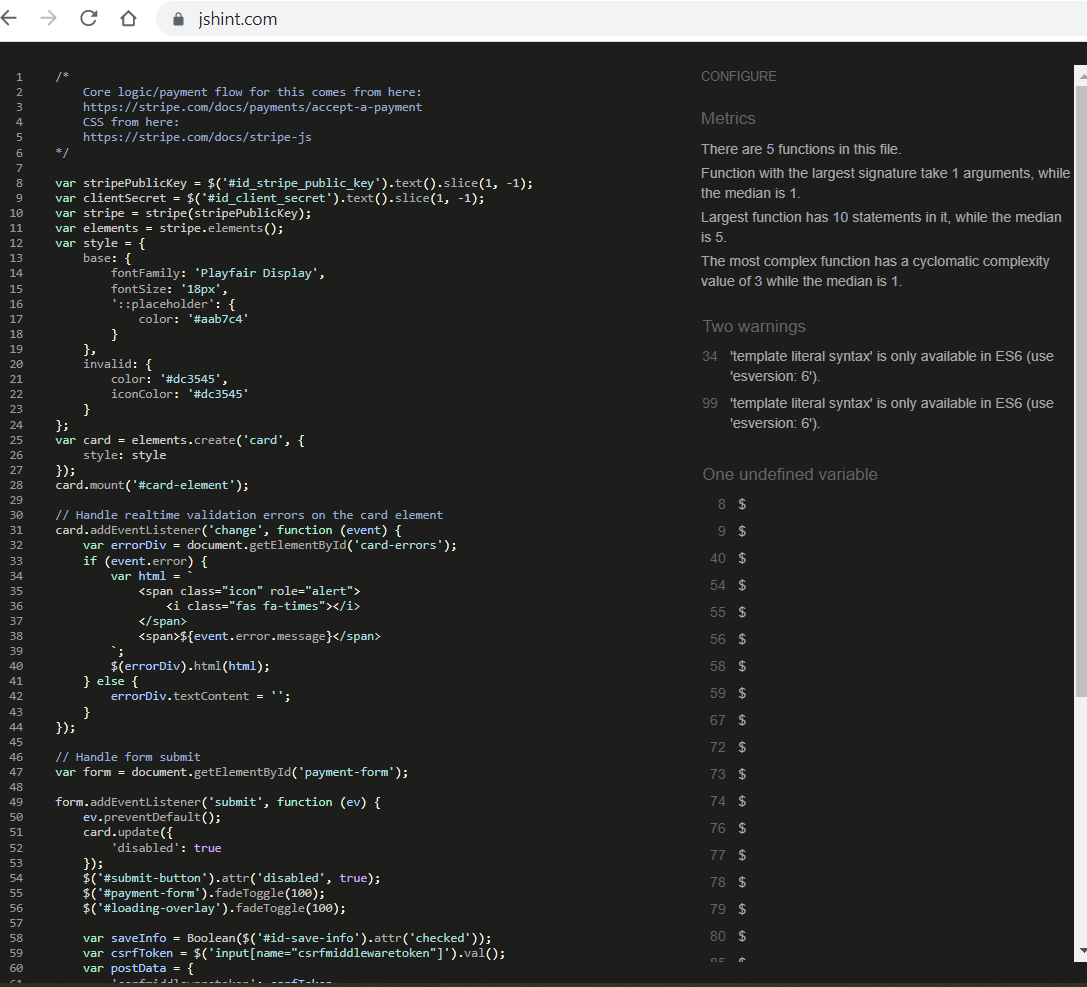 jshint.com
1 /*
2 Core logic/payment flow for this comes from here:
3 https://stripe.com/docs/payments/accept-a-payment
4 CSS from here:
5 https://stripe.com/docs/stripe-js
6 */
7
8 var stripePublicKey = $('#id_stripe_public_key').text().slice(1, -1);
9 var clientSecret = $('#id_client_secret').text().slice(1, -1);
10 var stripe = stripe(stripePublicKey);
11 var elements = stripe.elements();
12 var style = {
13 base: {
14 fontFamily: 'Playfair Display',
15 fontSize: '18px',
16 '::placeholder': {
17 color: '#aab7c4'
18 }
19 },
20 invalid: {
21 color: '#dc3545',
22 iconColor: '#dc3545'
23 }
24 };
25 var card = elements.create('card', {
26 style: style
27 });
28 card.mount('#card-element');
29
30 // Handle realtime validation errors on the card element
31 card.addEventListener('change', function (event) {
32 var errorDiv = document.getElementById('card-errors');
33 if (event.error) {
34 var html = `
35 <span class="icon" role="alert">
36 <i class="fas fa-times"></i>
37 </span>
38 <span>${event.error.message}</span>
39 `;
40 $(errorDiv).html(html);
41 } else {
42 errorDiv.textContent = '';
43 }
44 });
45
46 // Handle form submit
47 var form = document.getElementById('payment-form');
48
49 form.addEventListener('submit', function (ev) {
50 ev.preventDefault();
51 card.update({
52 'disabled': true
53 });
54 $('#submit-button').attr('disabled', true);
55 $('#payment-form').fadeToggle(100);
56 $('#loading-overlay').fadeToggle(100);
57
58 var saveInfo = Boolean($('#id-save-info').attr('checked'));
59 var csrfToken = $('input[name="csrfmiddlewaretoken"]').val();
60 var postData = {
61 'csrfmiddlewaretoken': csrfToken,
CONFIGURE
Metrics
There are 5 functions in this file.
Function with the largest signature take 1 arguments, while
the median is 1.
Largest function has 10 statements in it, while the median
is 5.
The most complex function has a cyclomatic complexity
value of 3 while the median is 1.
Two warnings
34 'template literal syntax' is only available in ES6 (use
'esversion: 6').
99 'template literal syntax' is only available in ES6 (use
'esversion: 6').
One undefined variable
8 $
9 $
40 $
54 $
55 $
56 $
58 $
59 $
67 $
72 $
73 $
74 $
76 $
77 $
78 $
79 $
80 $